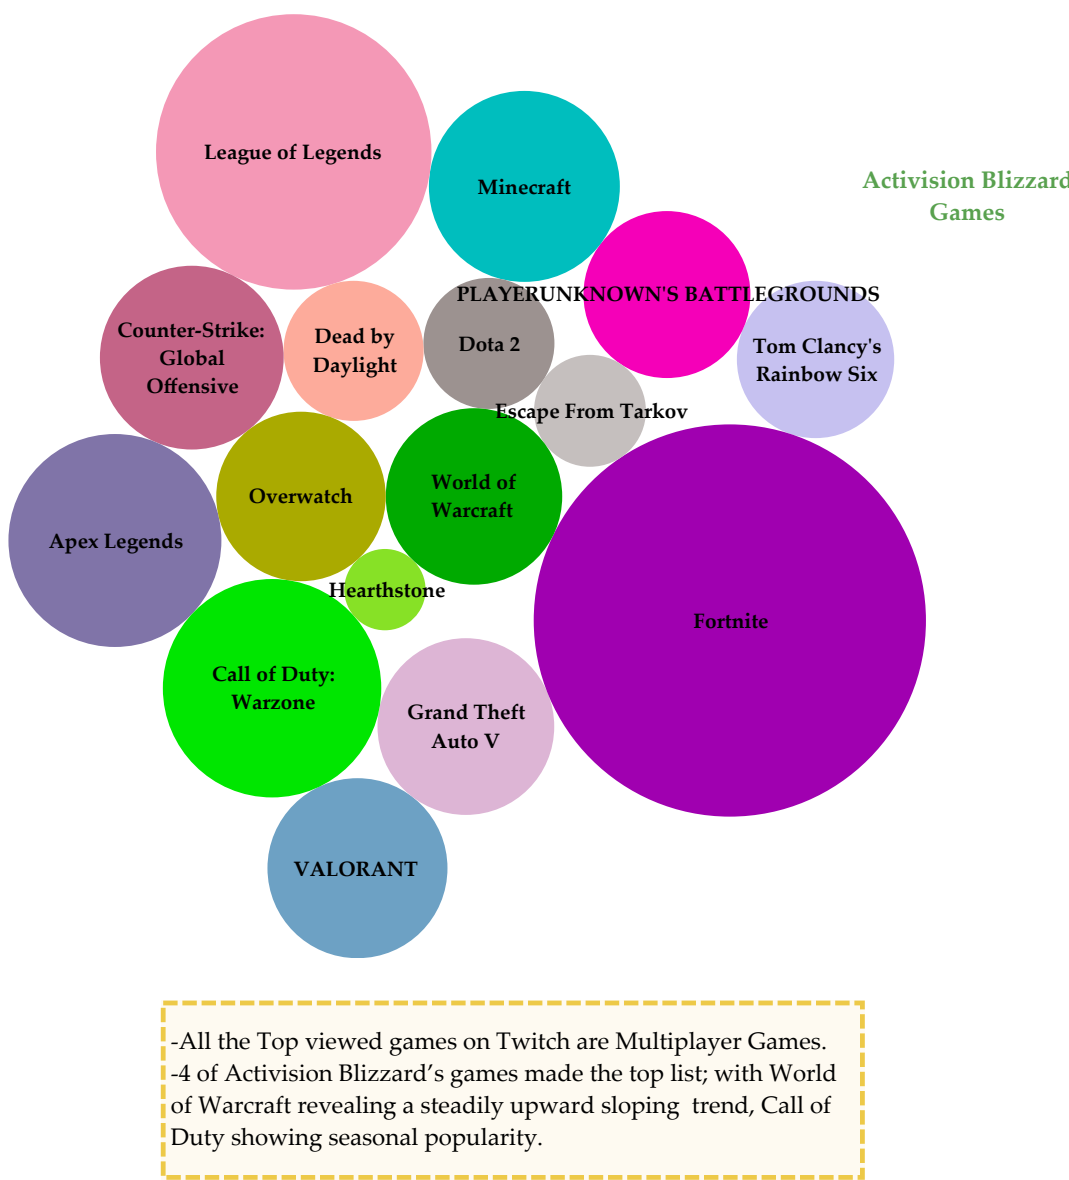 League of Legends
Minecraft
Activision Blizzard
Games
PLAYERUNKNOWN'S BATTLEGROUNDS
Counter-Strike:
Global
Offensive
Dead by
Daylight
Dota 2
Tom Clancy's
Rainbow Six
Escape From Tarkov
Overwatch
World of
Warcraft
Apex Legends
Hearthstone
Fortnite
Call of Duty:
Warzone
Grand Theft
Auto V
VALORANT
-All the Top viewed games on Twitch are Multiplayer Games.
-4 of Activision Blizzard’s games made the top list; with World
of Warcraft revealing a steadily upward sloping  trend, Call of
Duty showing seasonal popularity.